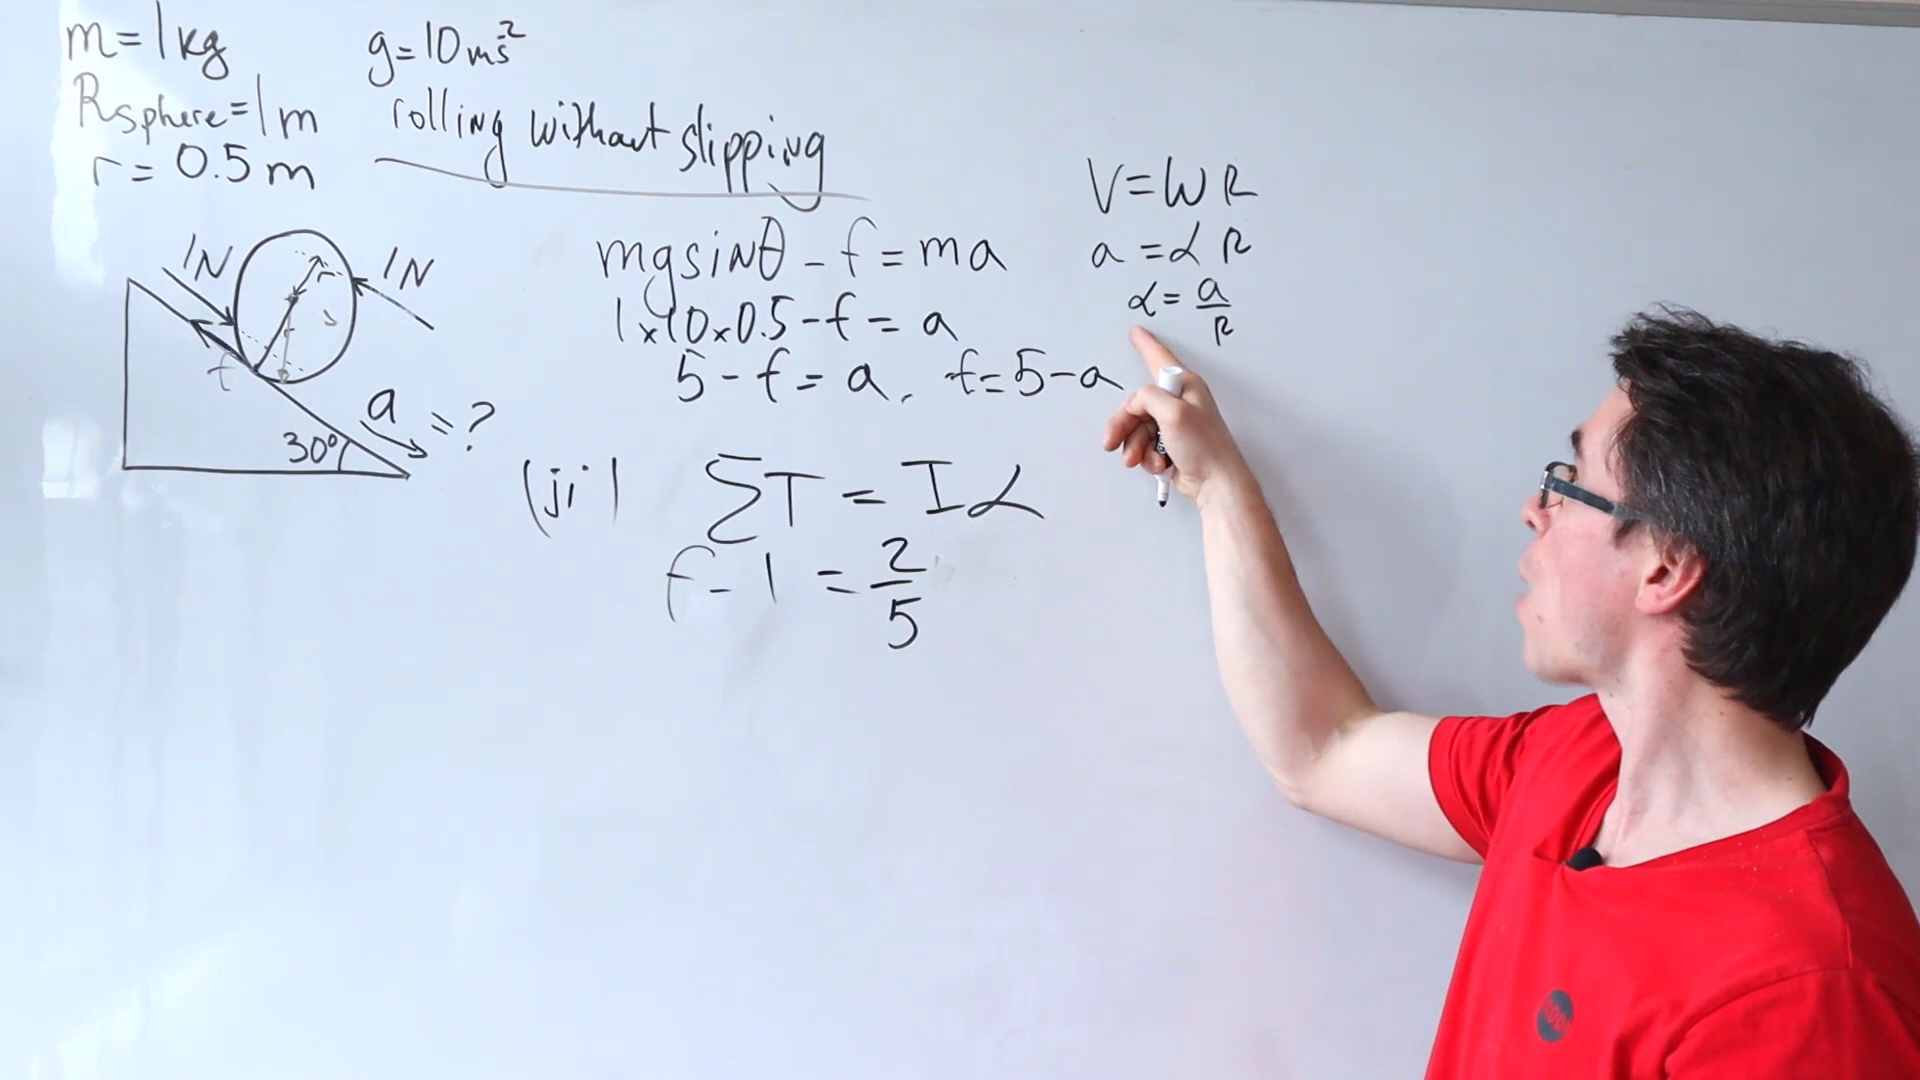 m=1kg
Rsphere=1m
r=0.5m
g=10ms⁻²
rolling without slipping
1N
1N
r
f
a=?
30°
mgsinθ-f=ma
1×10×0.5-f=a
5-f=a, f=5-a
V=ωR
a=αR
α=a/R
(ii) ΣT=Iα
f-1=2/5